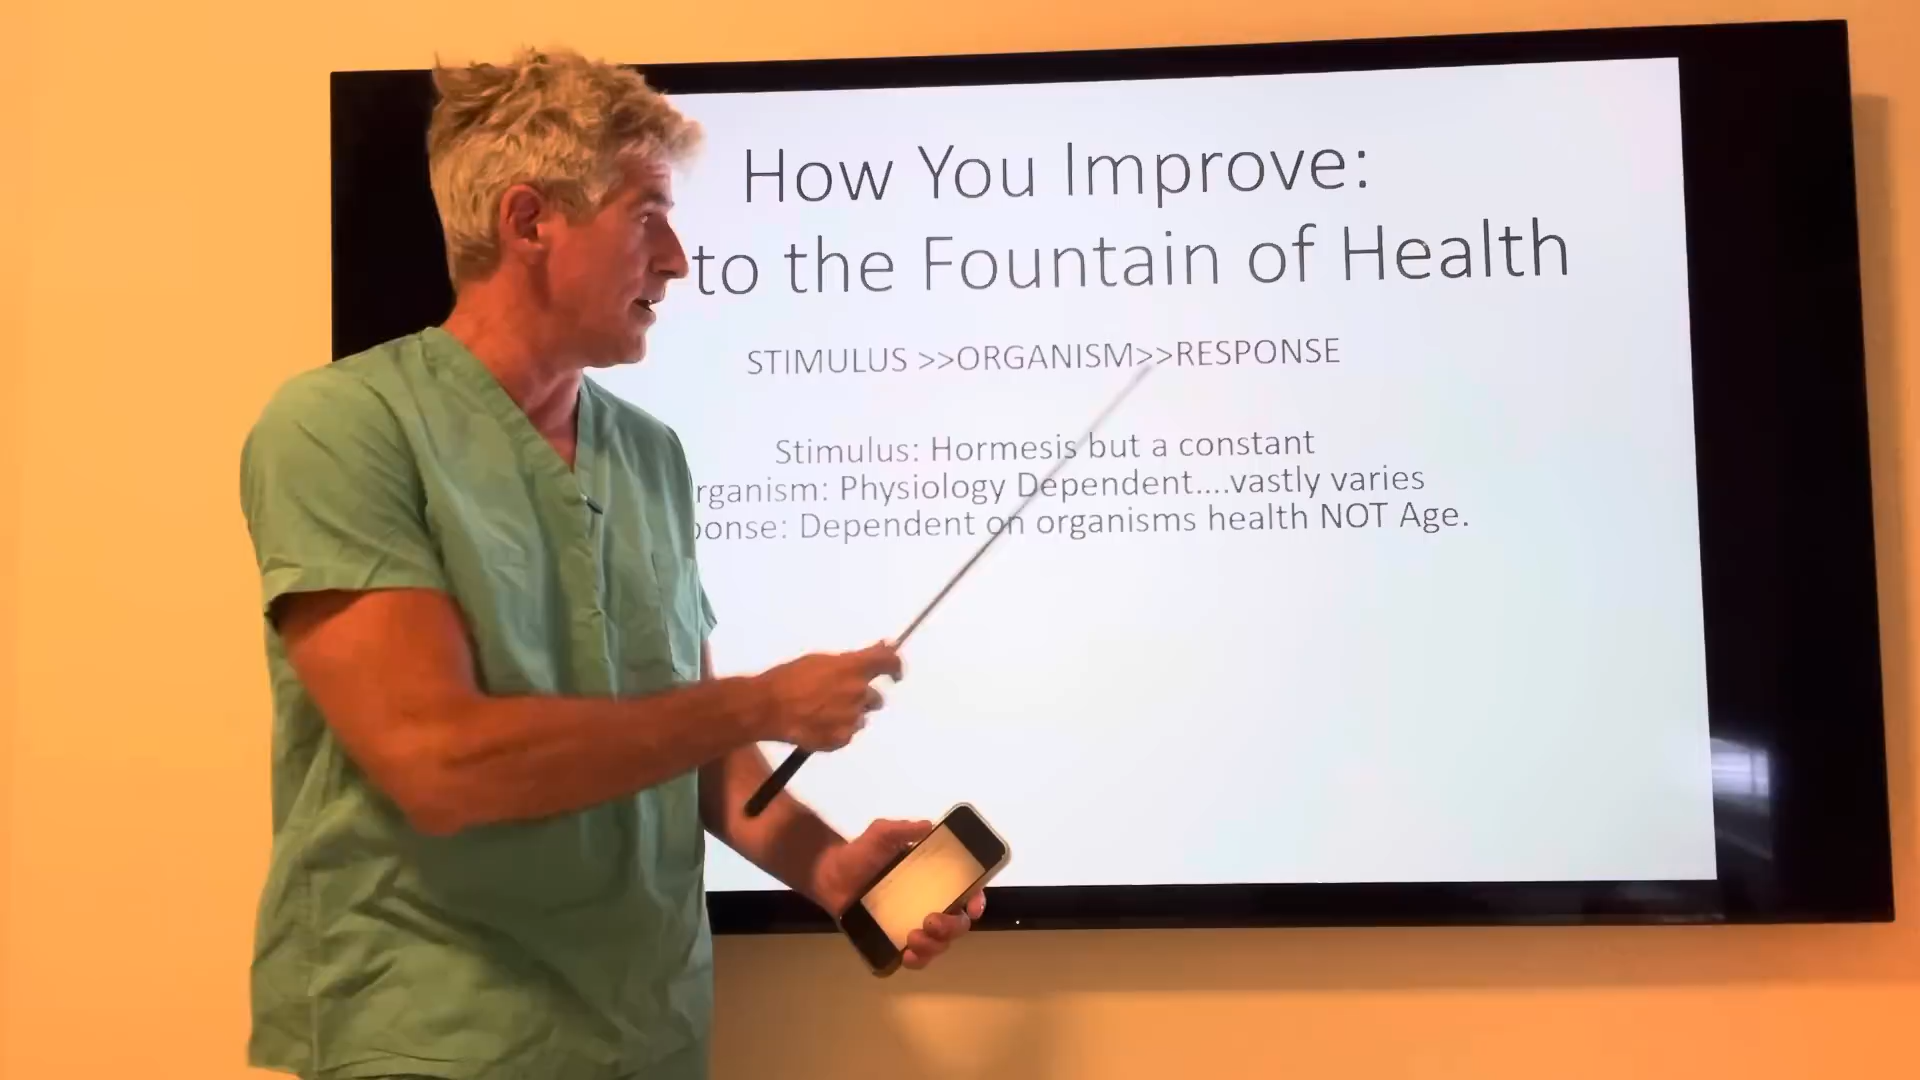 How You Improve:
to the Fountain of Health
STIMULUS >>ORGANISM>>RESPONSE
Stimulus: Hormesis but a constant
rganism: Physiology Dependent....vastly varies
onse: Dependent on organisms health NOT Age.